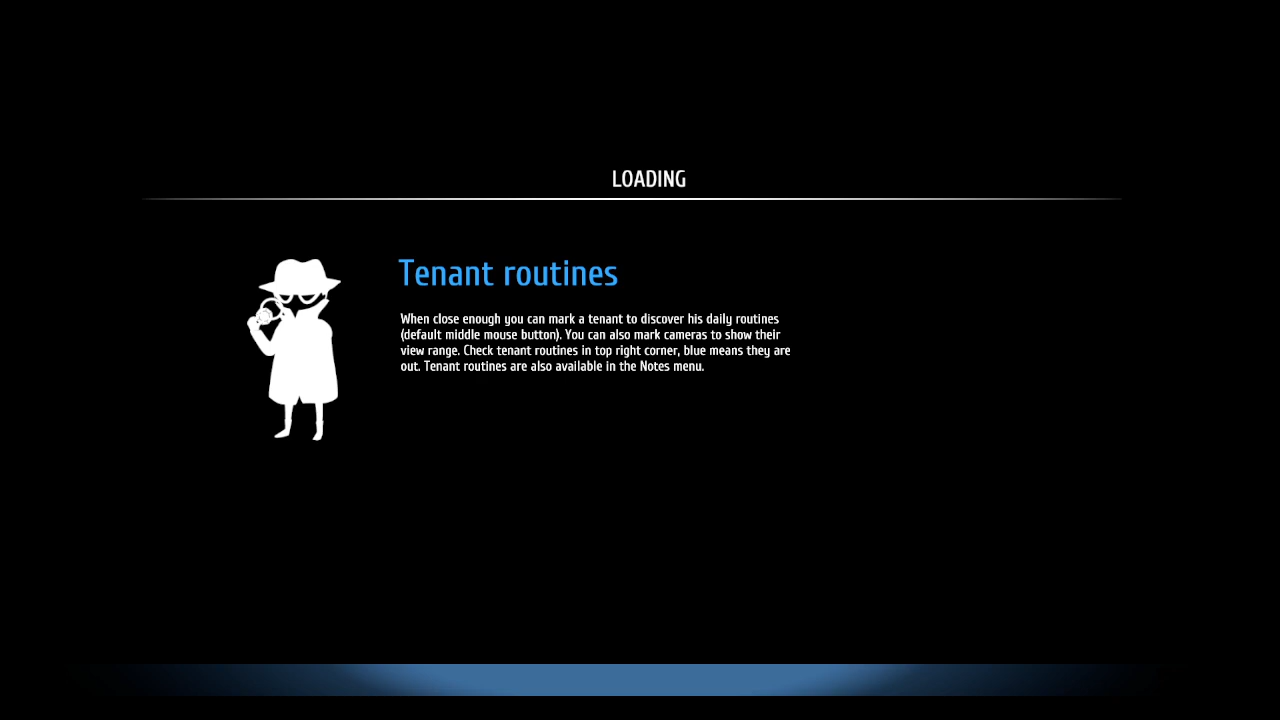 LOADING
Tenant routines
When close enough you can mark a tenant to discover his daily routines
(default middle mouse button). You can also mark cameras to show their
view range. Check tenant routines in top right corner, blue means they are
out. Tenant routines are also available in the Notes menu.